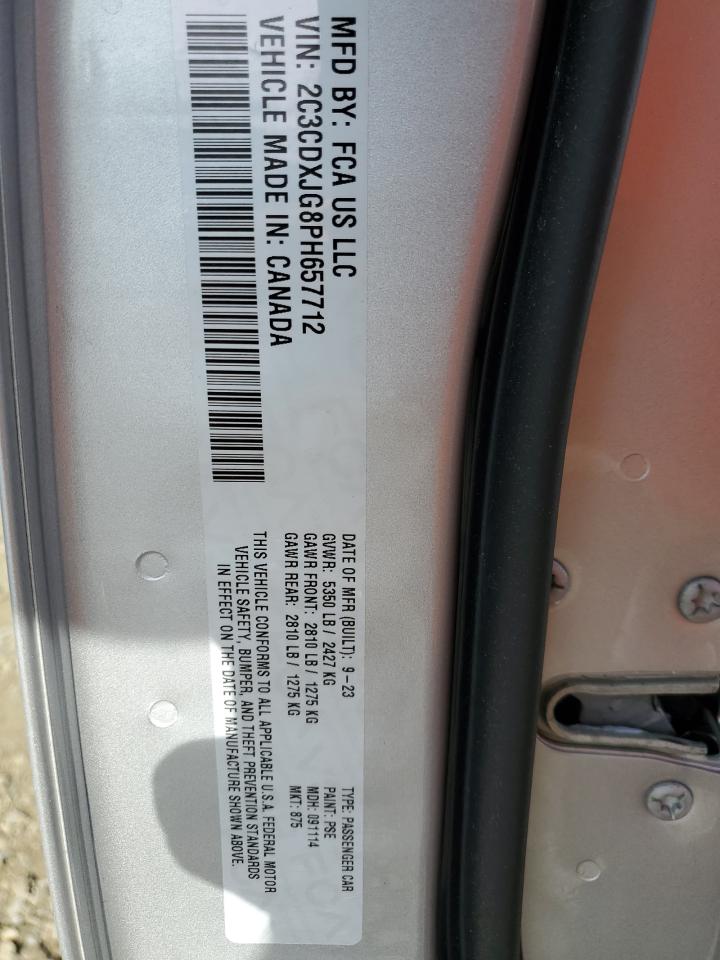 MFD BY: FCA US LLC
VIN: 2C3CDXJG8PH657712
VEHICLE MADE IN: CANADA
DATE OF MFR (BUILT): 9-23
GVWR: 5350 LB / 2427 KG
GAWR FRONT: 2810 LB / 1275 KG
GAWR REAR: 2810 LB / 1275 KG
TYPE: PASSENGER CAR
PAINT: PSE
MDH: 091114
MKT: 875
THIS VEHICLE CONFORMS TO ALL APPLICABLE U.S.A. FEDERAL MOTOR
VEHICLE SAFETY, BUMPER, AND THEFT PREVENTION STANDARDS
IN EFFECT ON THE DATE OF MANUFACTURE SHOWN ABOVE.